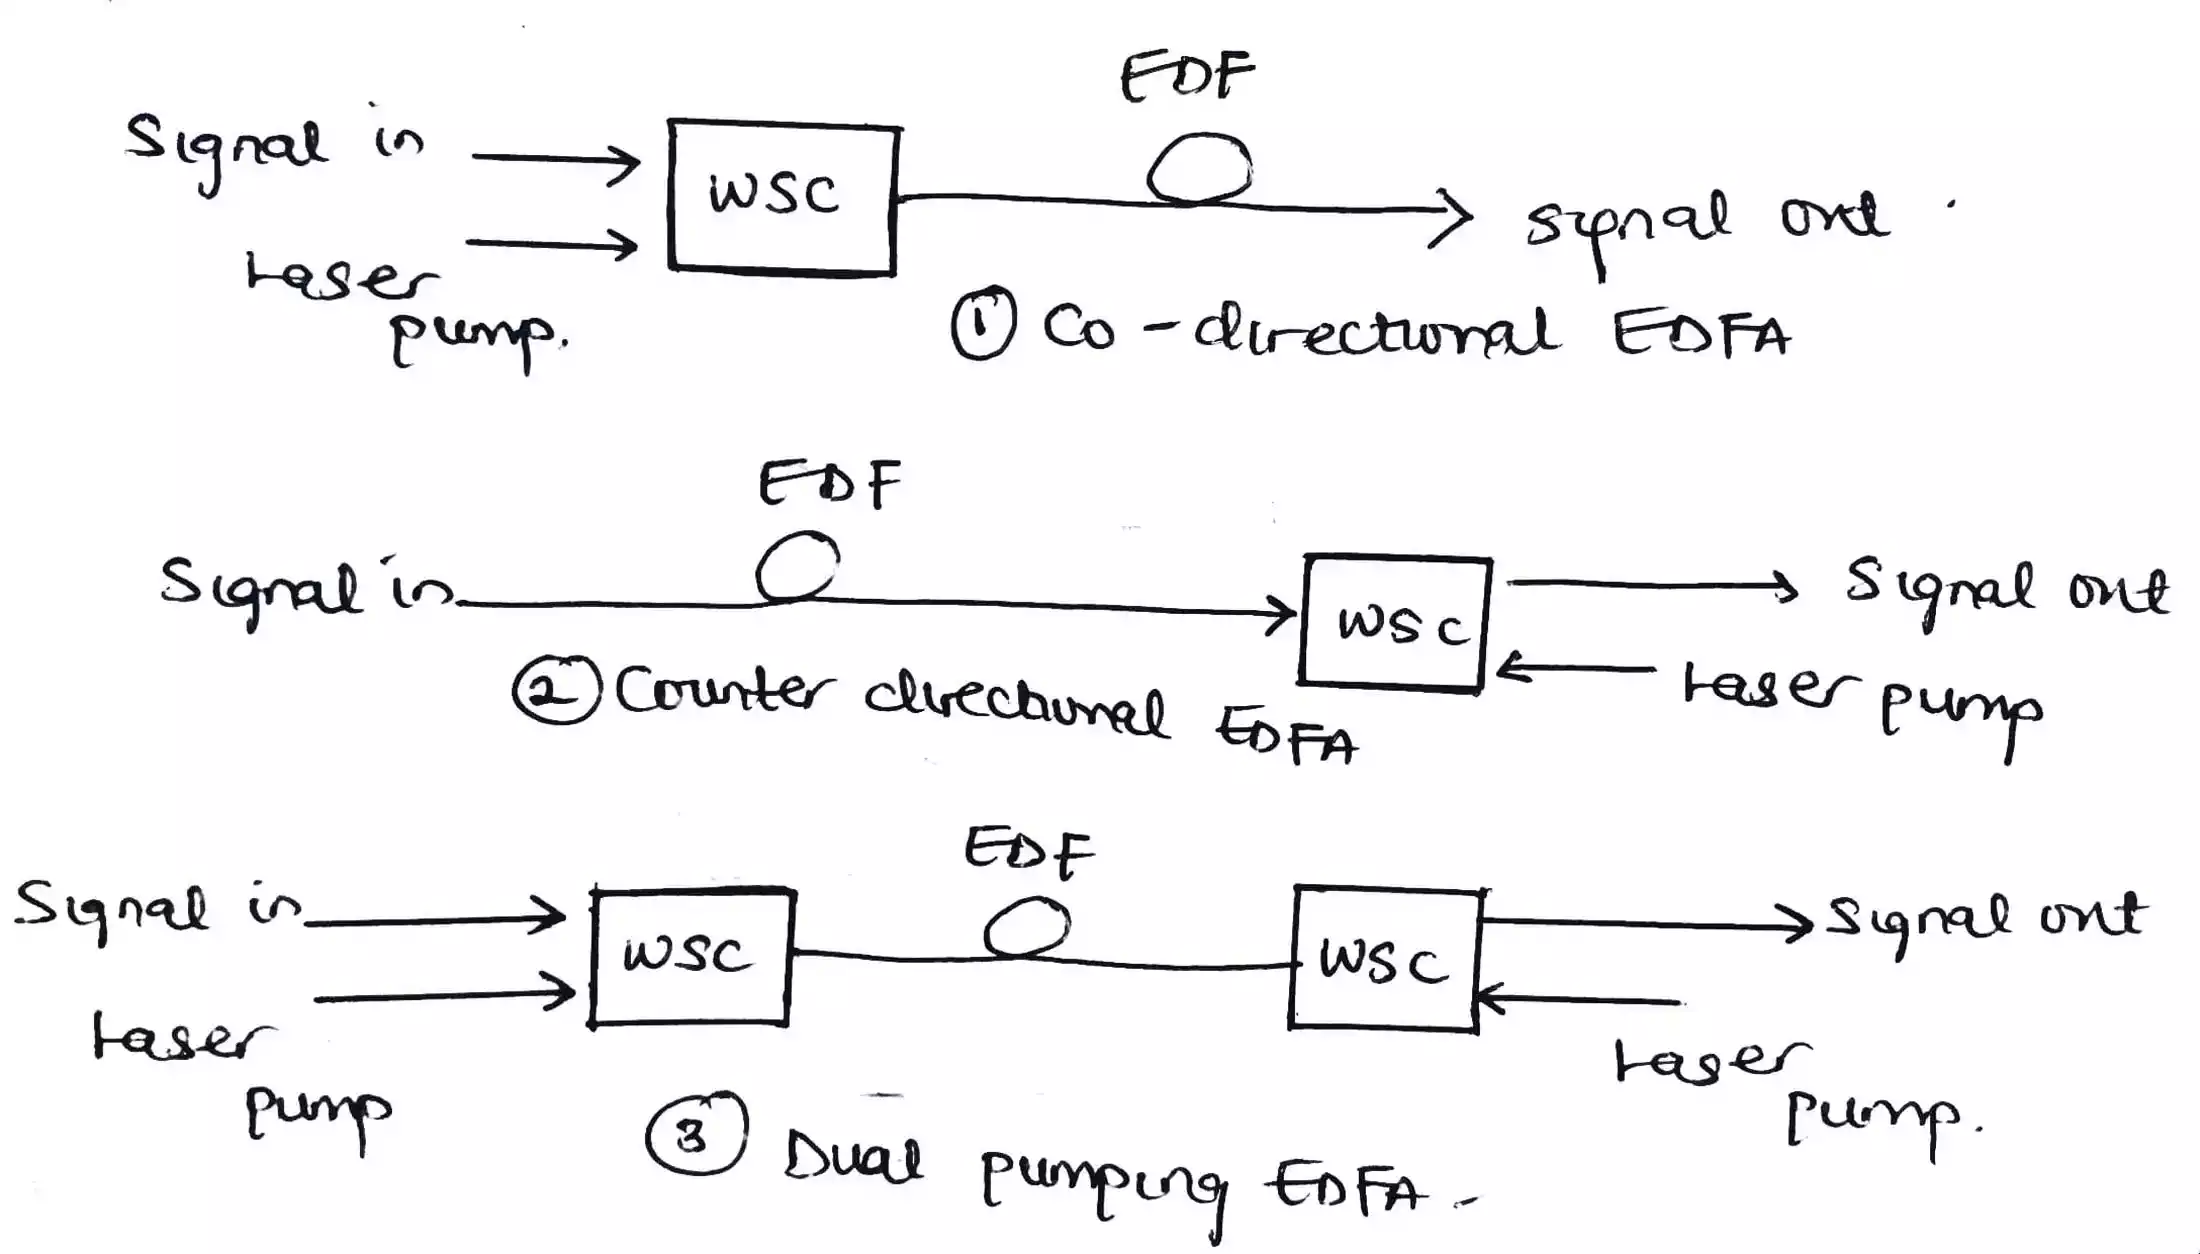 EDF
Signal in
WSC
Signal out
Laser
pump.
① Co-directional EDFA
EDF
Signal in
WSC
Signal out
Laser pump
② Counter directional EDFA
EDF
Signal in
WSC
WSC
Signal out
Laser
pump
Laser
pump.
③ Dual pumping EDFA.